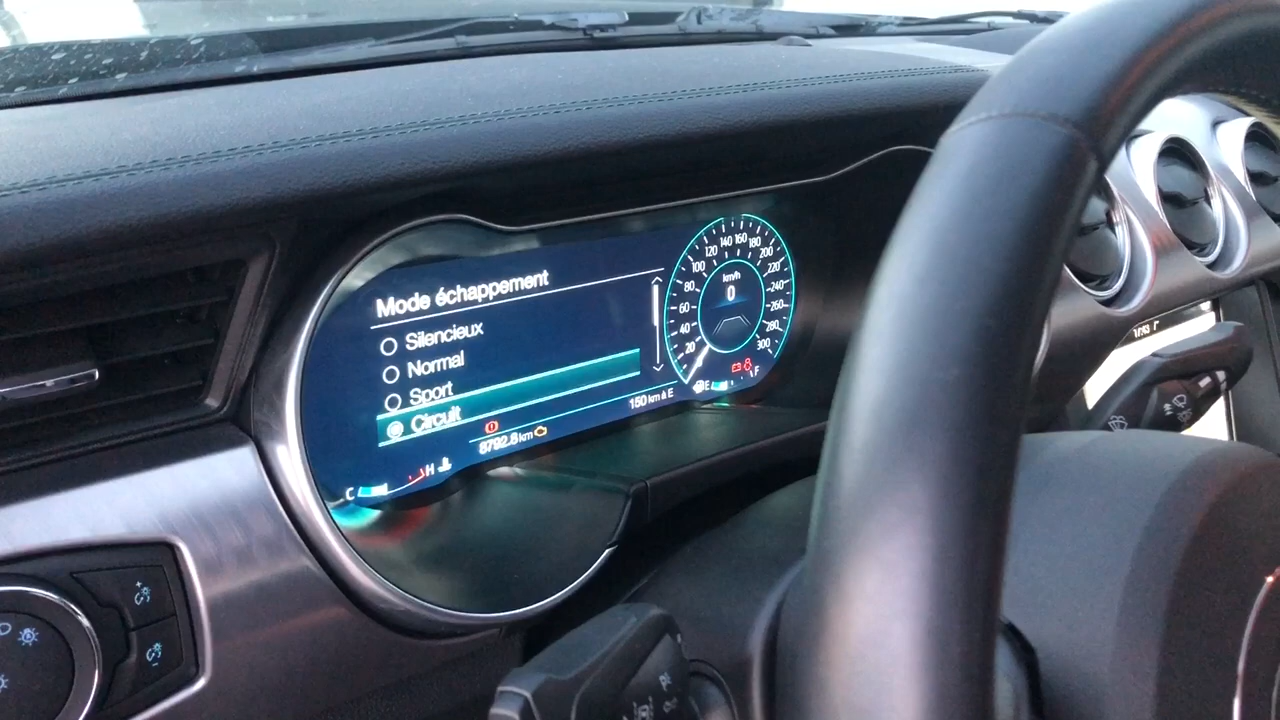 Mode échappement
Silencieux
Normal
Sport
Circuit
8792.8 km
150 km à E
C
H
km/h
0
20
40
60
80
100
120
140
160
180
200
220
240
260
280
300
E
F